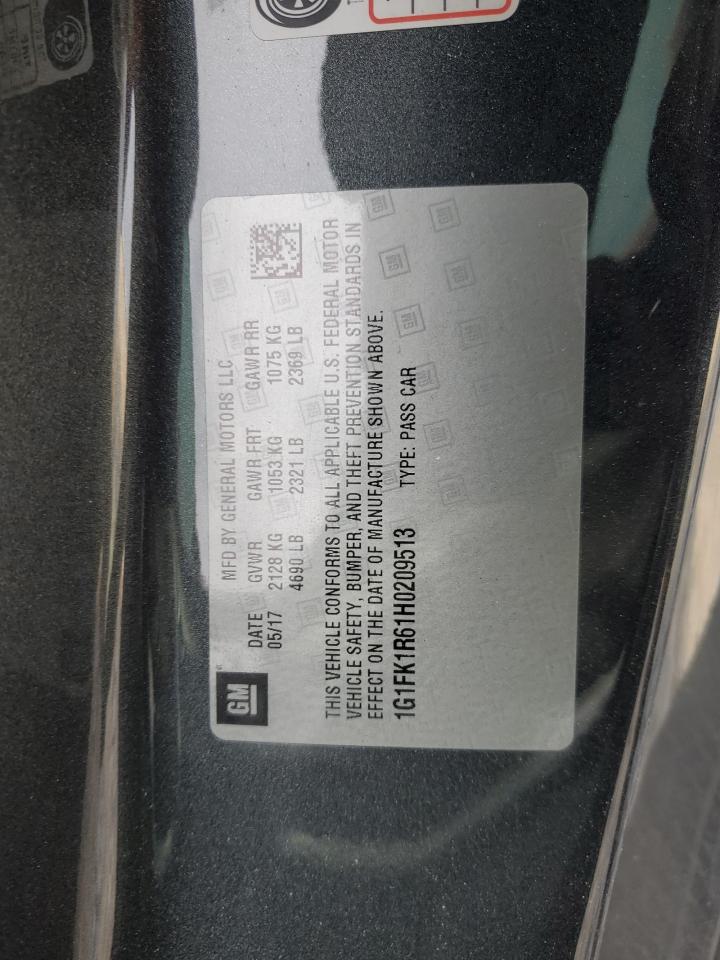 GM
MFD BY GENERAL MOTORS LLC
DATE GVWR GAWR FRT GAWR RR
05/17 2128 KG 1053 KG 1075 KG
4690 LB 2321 LB 2369 LB
THIS VEHICLE CONFORMS TO ALL APPLICABLE U.S. FEDERAL MOTOR
VEHICLE SAFETY, BUMPER, AND THEFT PREVENTION STANDARDS IN
EFFECT ON THE DATE OF MANUFACTURE SHOWN ABOVE.
1G1FK1R61H0209513 TYPE: PASS CAR